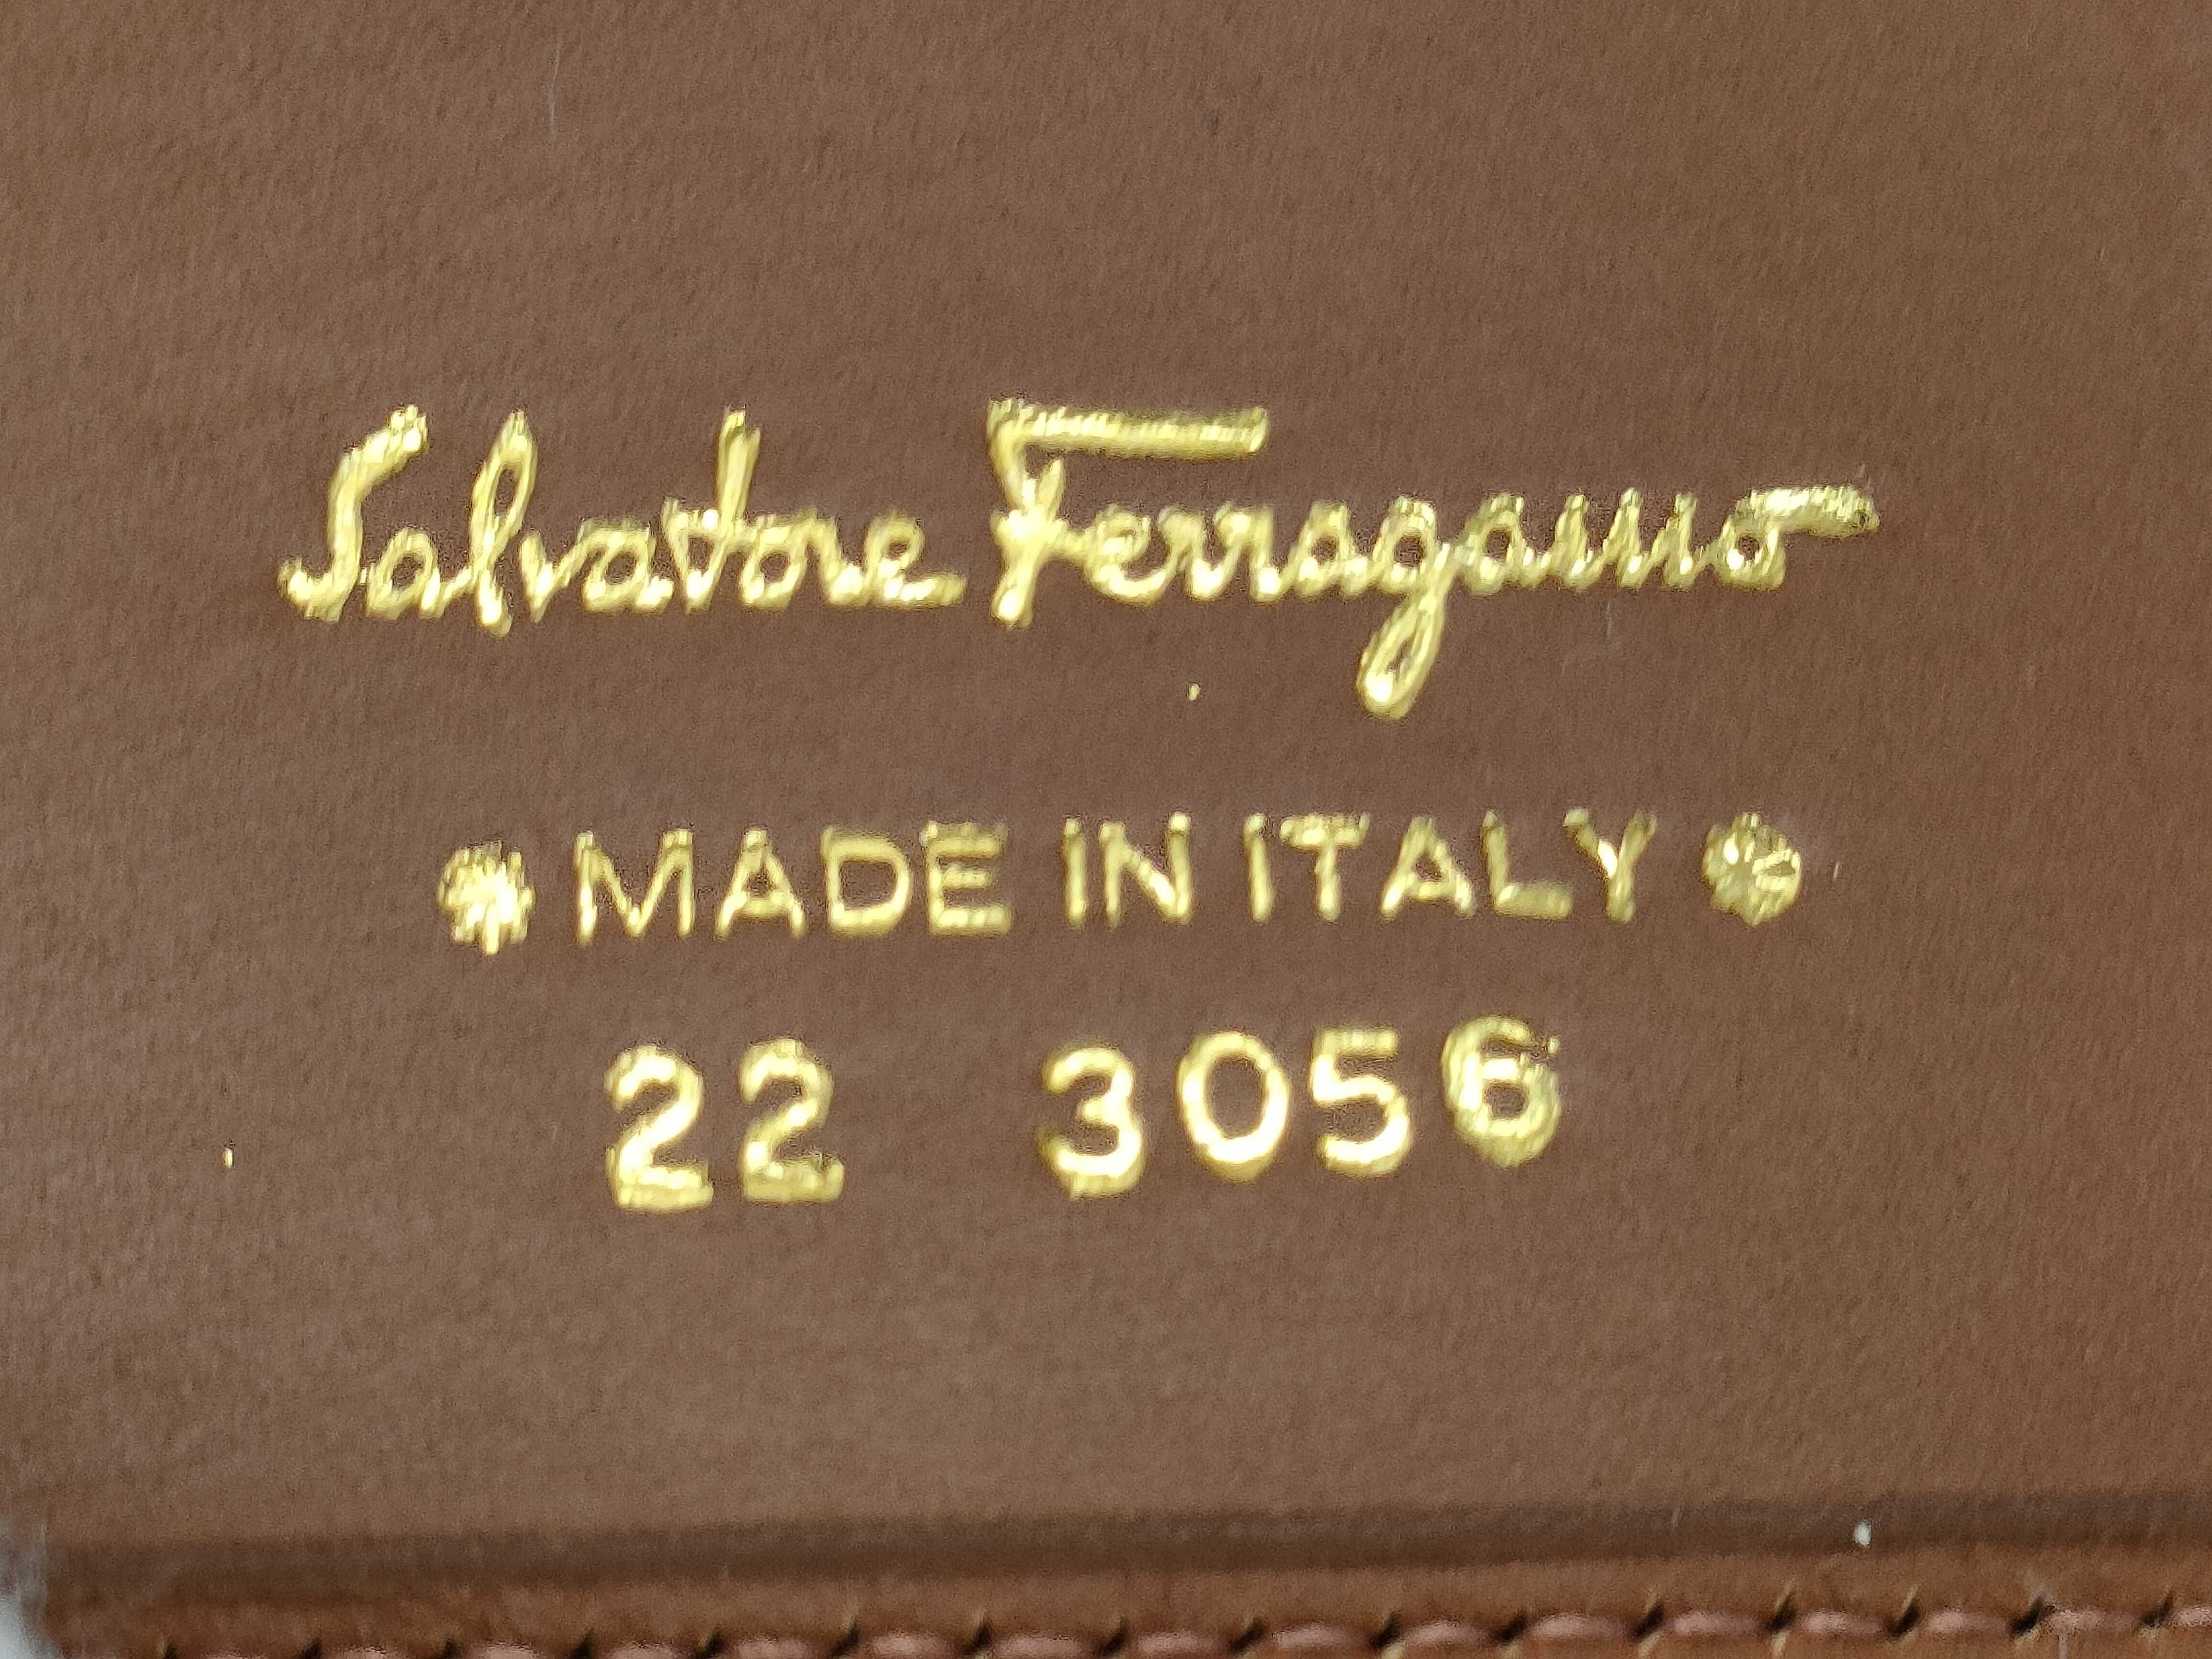 Salvatore Ferragamo
* MADE IN ITALY *
22 3056